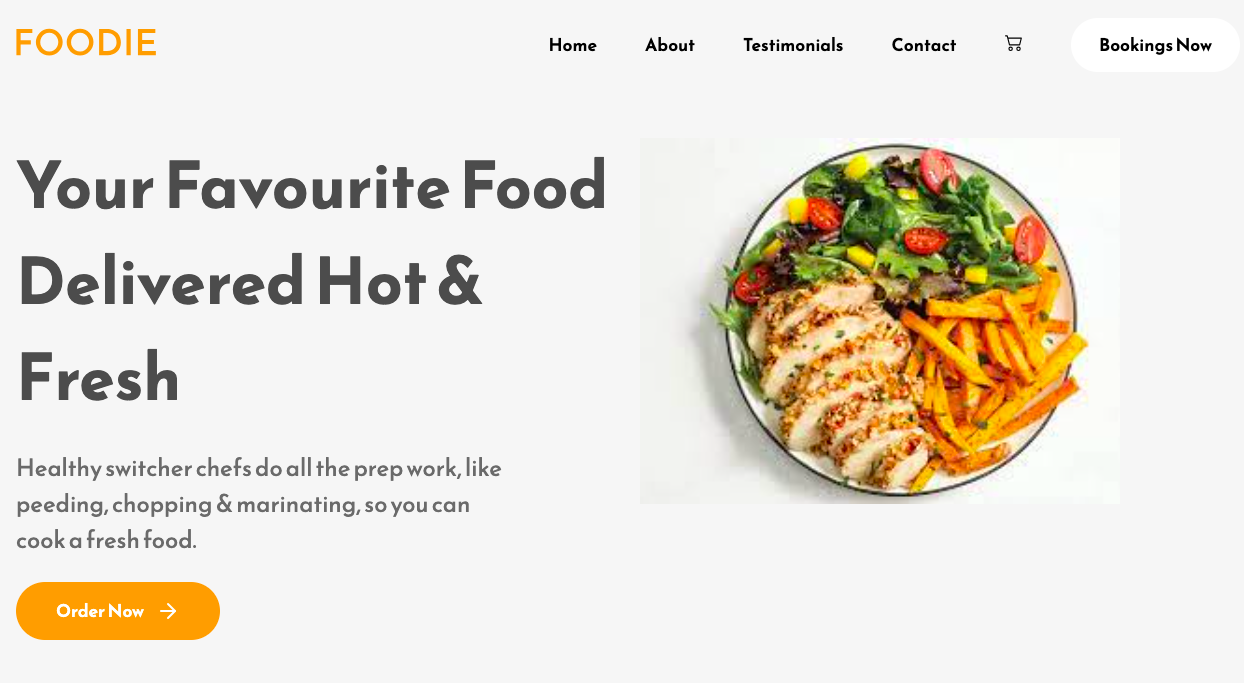 FOODIE
Home
About
Testimonials
Contact
Bookings Now
Your Favourite Food
Delivered Hot &
Fresh
Healthy switcher chefs do all the prep work, like
peeding, chopping & marinating, so you can
cook a fresh food.
Order Now